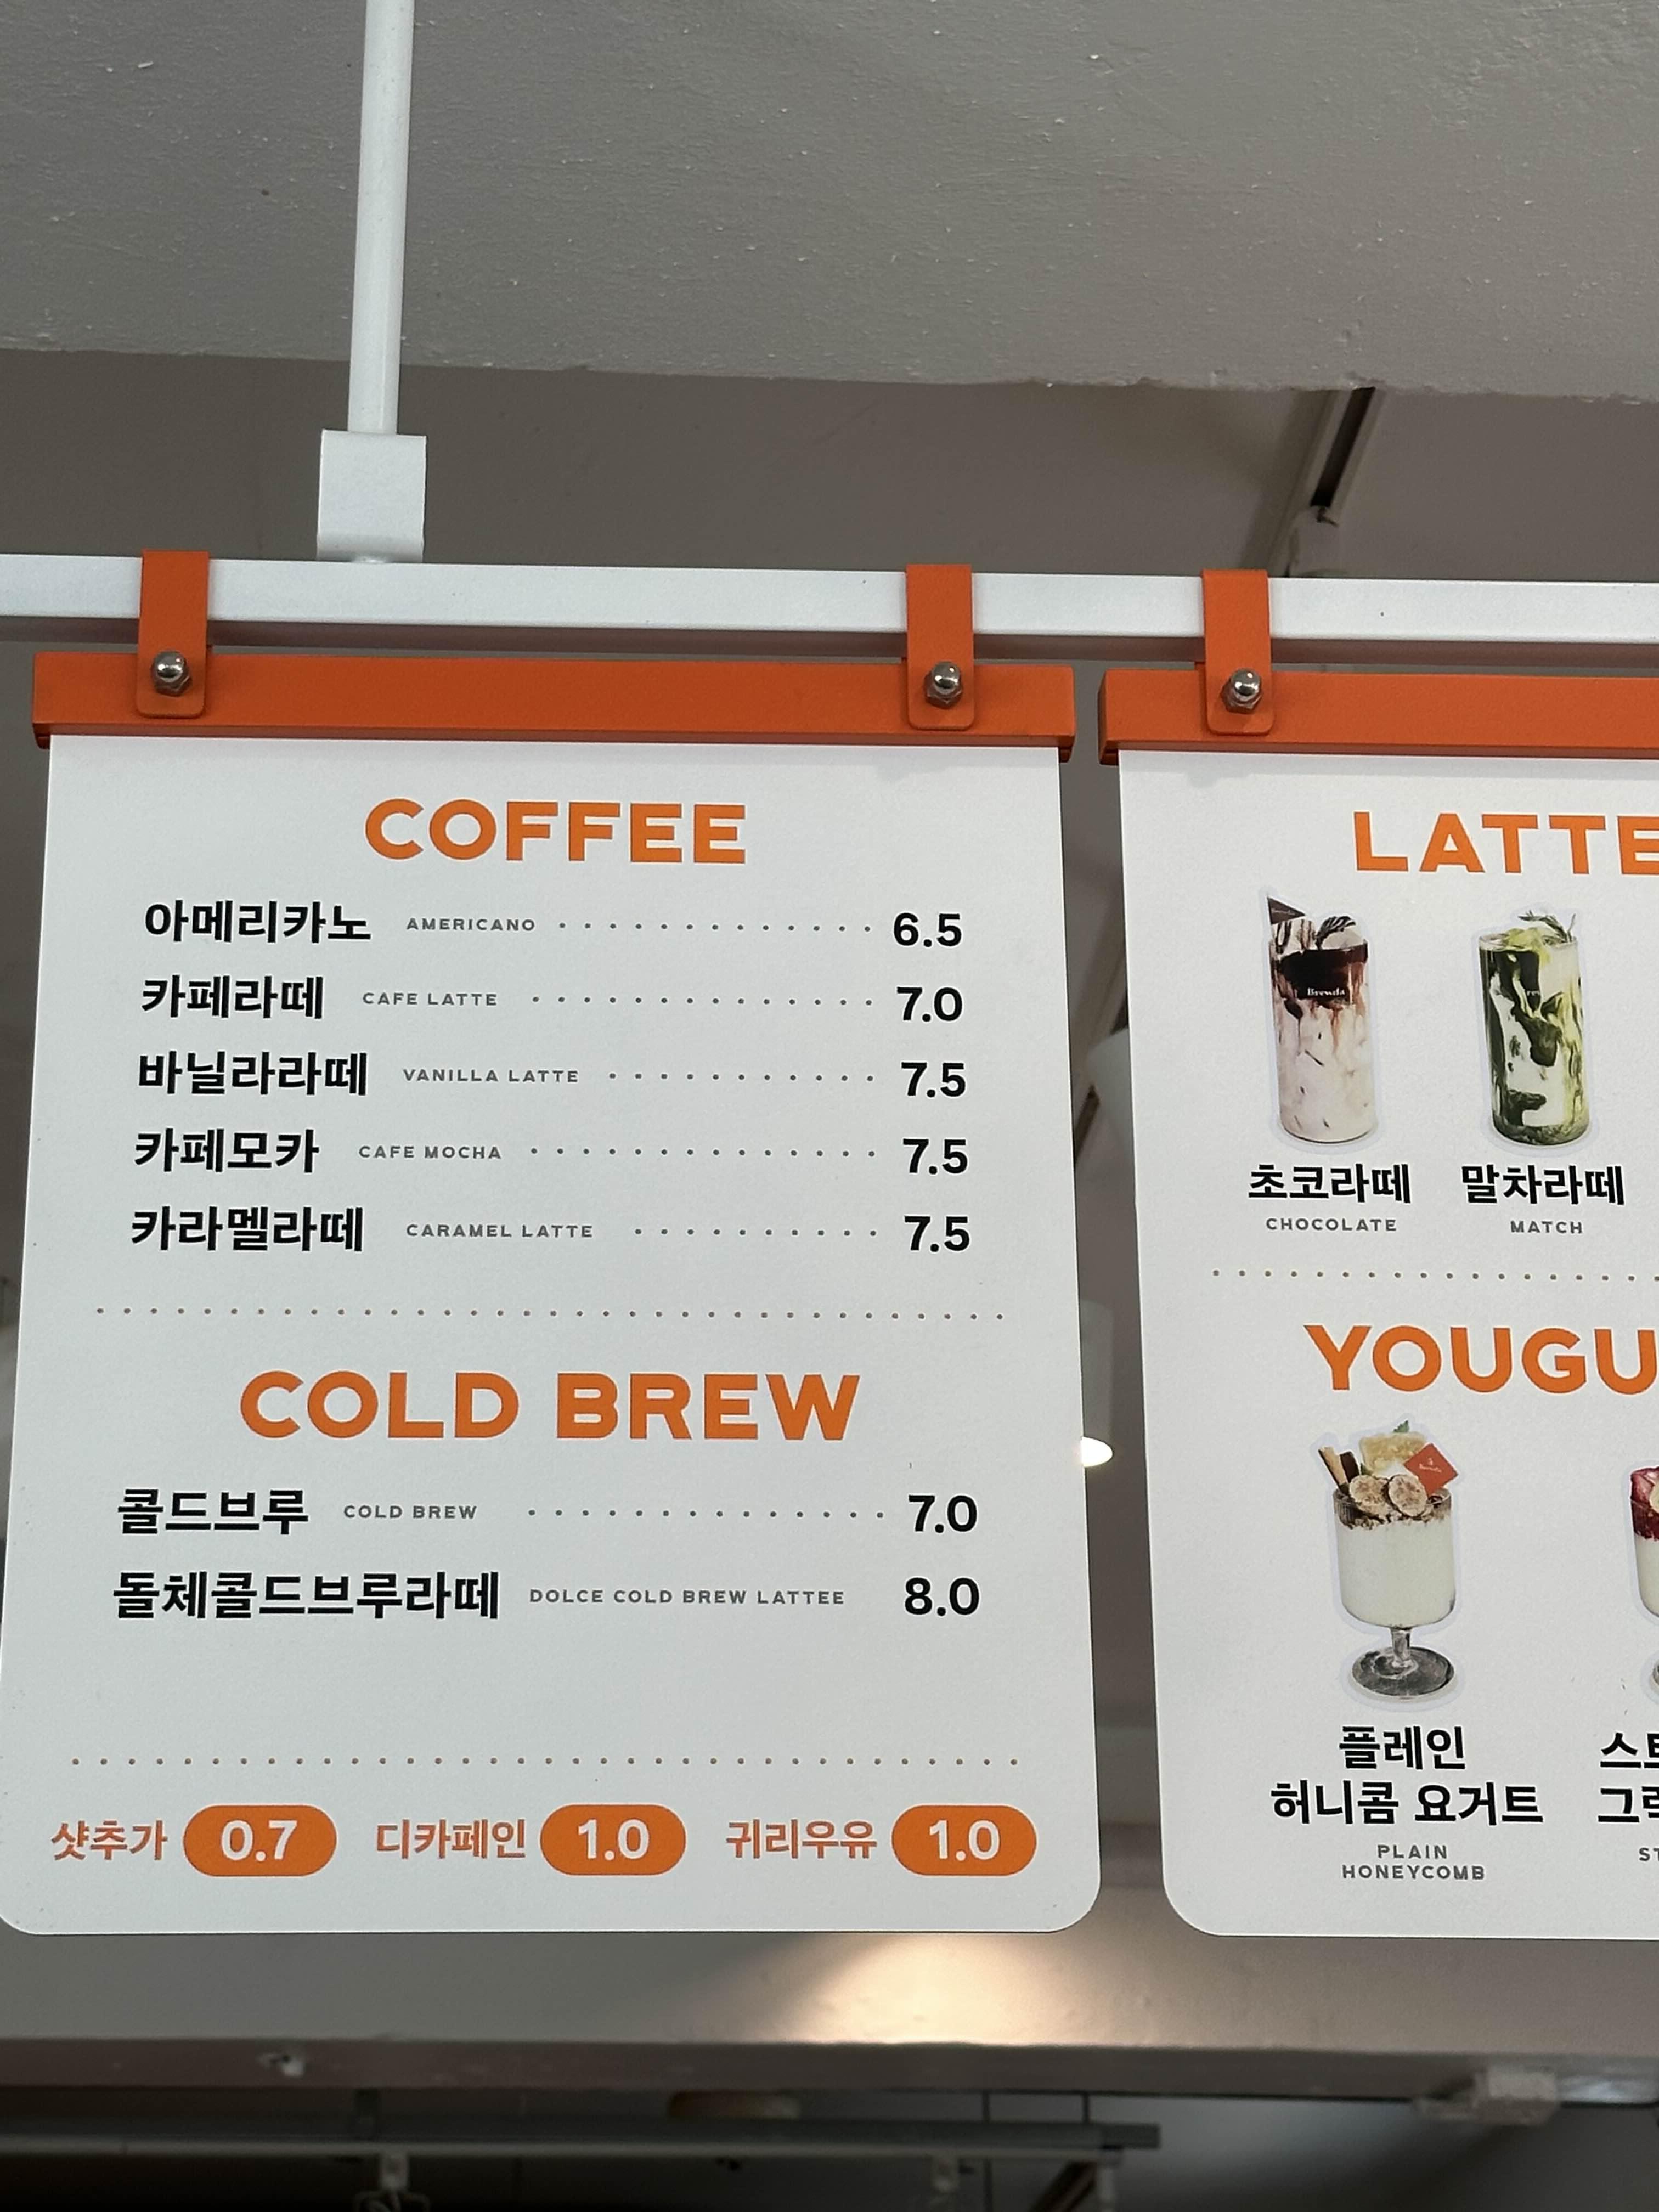 COFFEE
아메리카노 AMERICANO 6.5
카페라떼 CAFE LATTE 7.0
바닐라라떼 VANILLA LATTE 7.5
카페모카 CAFE MOCHA 7.5
카라멜라떼 CARAMEL LATTE 7.5
COLD BREW
콜드브루 COLD BREW 7.0
돌체콜드브루라떼 DOLCE COLD BREW LATTEE 8.0
샷추가 0.7 디카페인 1.0 귀리우유 1.0
LATTE
Brewda
초코라떼 말차라떼
CHOCOLATE MATCH
YOUGU
플레인
허니콤 요거트
PLAIN
HONEYCOMB